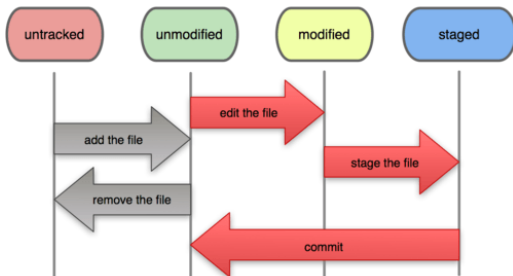 untracked
unmodified
modified
staged
edit the file
add the file
stage the file
remove the file
commit